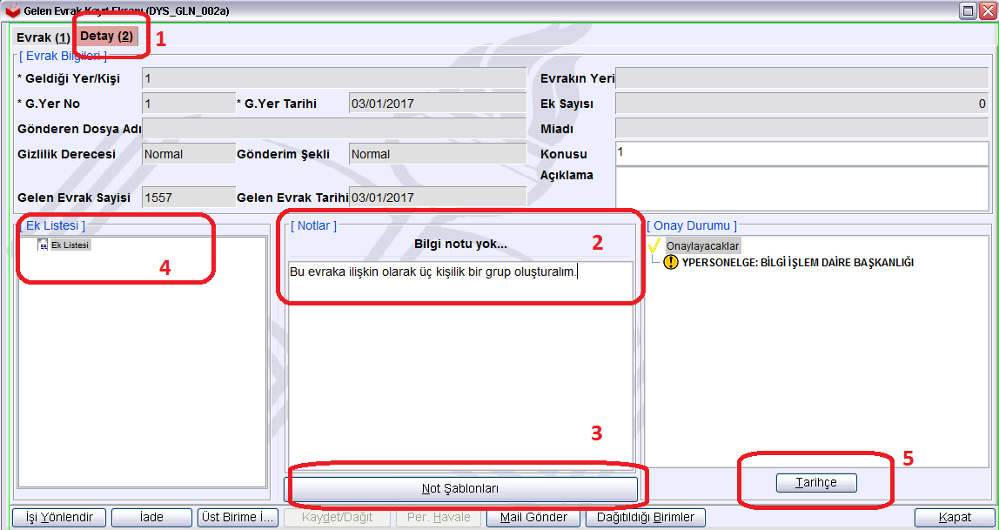 Gelen Evrak Kayıt Ekranı (DYS_GLN_002a)
Evrak (1) Detay (2) 1
[ Evrak Bilgileri ]
* Geldiği Yer/Kişi 1 Evrakın Yeri
* G.Yer No 1 * G.Yer Tarihi 03/01/2017 Ek Sayısı 0
Gönderen Dosya Adı Miadı
Gizlilik Derecesi Normal Gönderim Şekli Normal Konusu 1
Açıklama
Gelen Evrak Sayisi 1557 Gelen Evrak Tarihi 03/01/2017
[ Ek Listesi ] [ Notlar ] [ Onay Durumu ]
Ek Listesi Bilgi notu yok... 2 Onaylayacaklar
4 Bu evraka ilişkin olarak üç kişilik bir grup oluşturalım. YPERSONELGE: BİLGİ İŞLEM DAİRE BAŞKANLIĞI
3
Not Şablonları Tarihçe 5
İşi Yönlendir İade Üst Birime İ... Kaydet/Dağıt Per. Havale Mail Gönder Dağıtıldığı Birimler Kapat